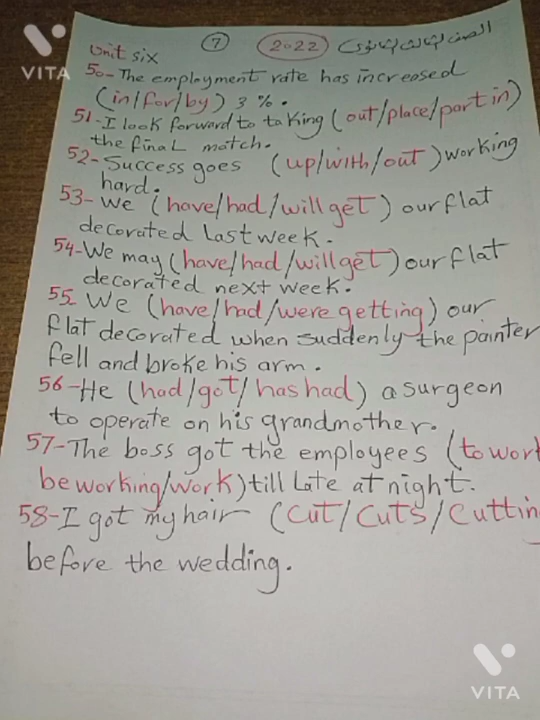 الصف الثالث الثانوى 2022 7
Unit six
50-The employment rate has increased
(in/for/by) 3 %.
51-I look forward to taking (out/place/part in)
the final match.
52-Success goes (up/with/out) working
hard.
53-We (have/had/will get) our flat
decorated last week.
54-We may (have/had/will get) our flat
decorated next week.
55-We (have/had/were getting) our
flat decorated when suddenly the painter
fell and broke his arm.
56-He (had/got/has had) a surgeon
to operate on his grandmother.
57-The boss got the employees (to work
be working/work) till late at night.
58-I got my hair (cut/cuts/cuttin
before the wedding.
VITA
VITA